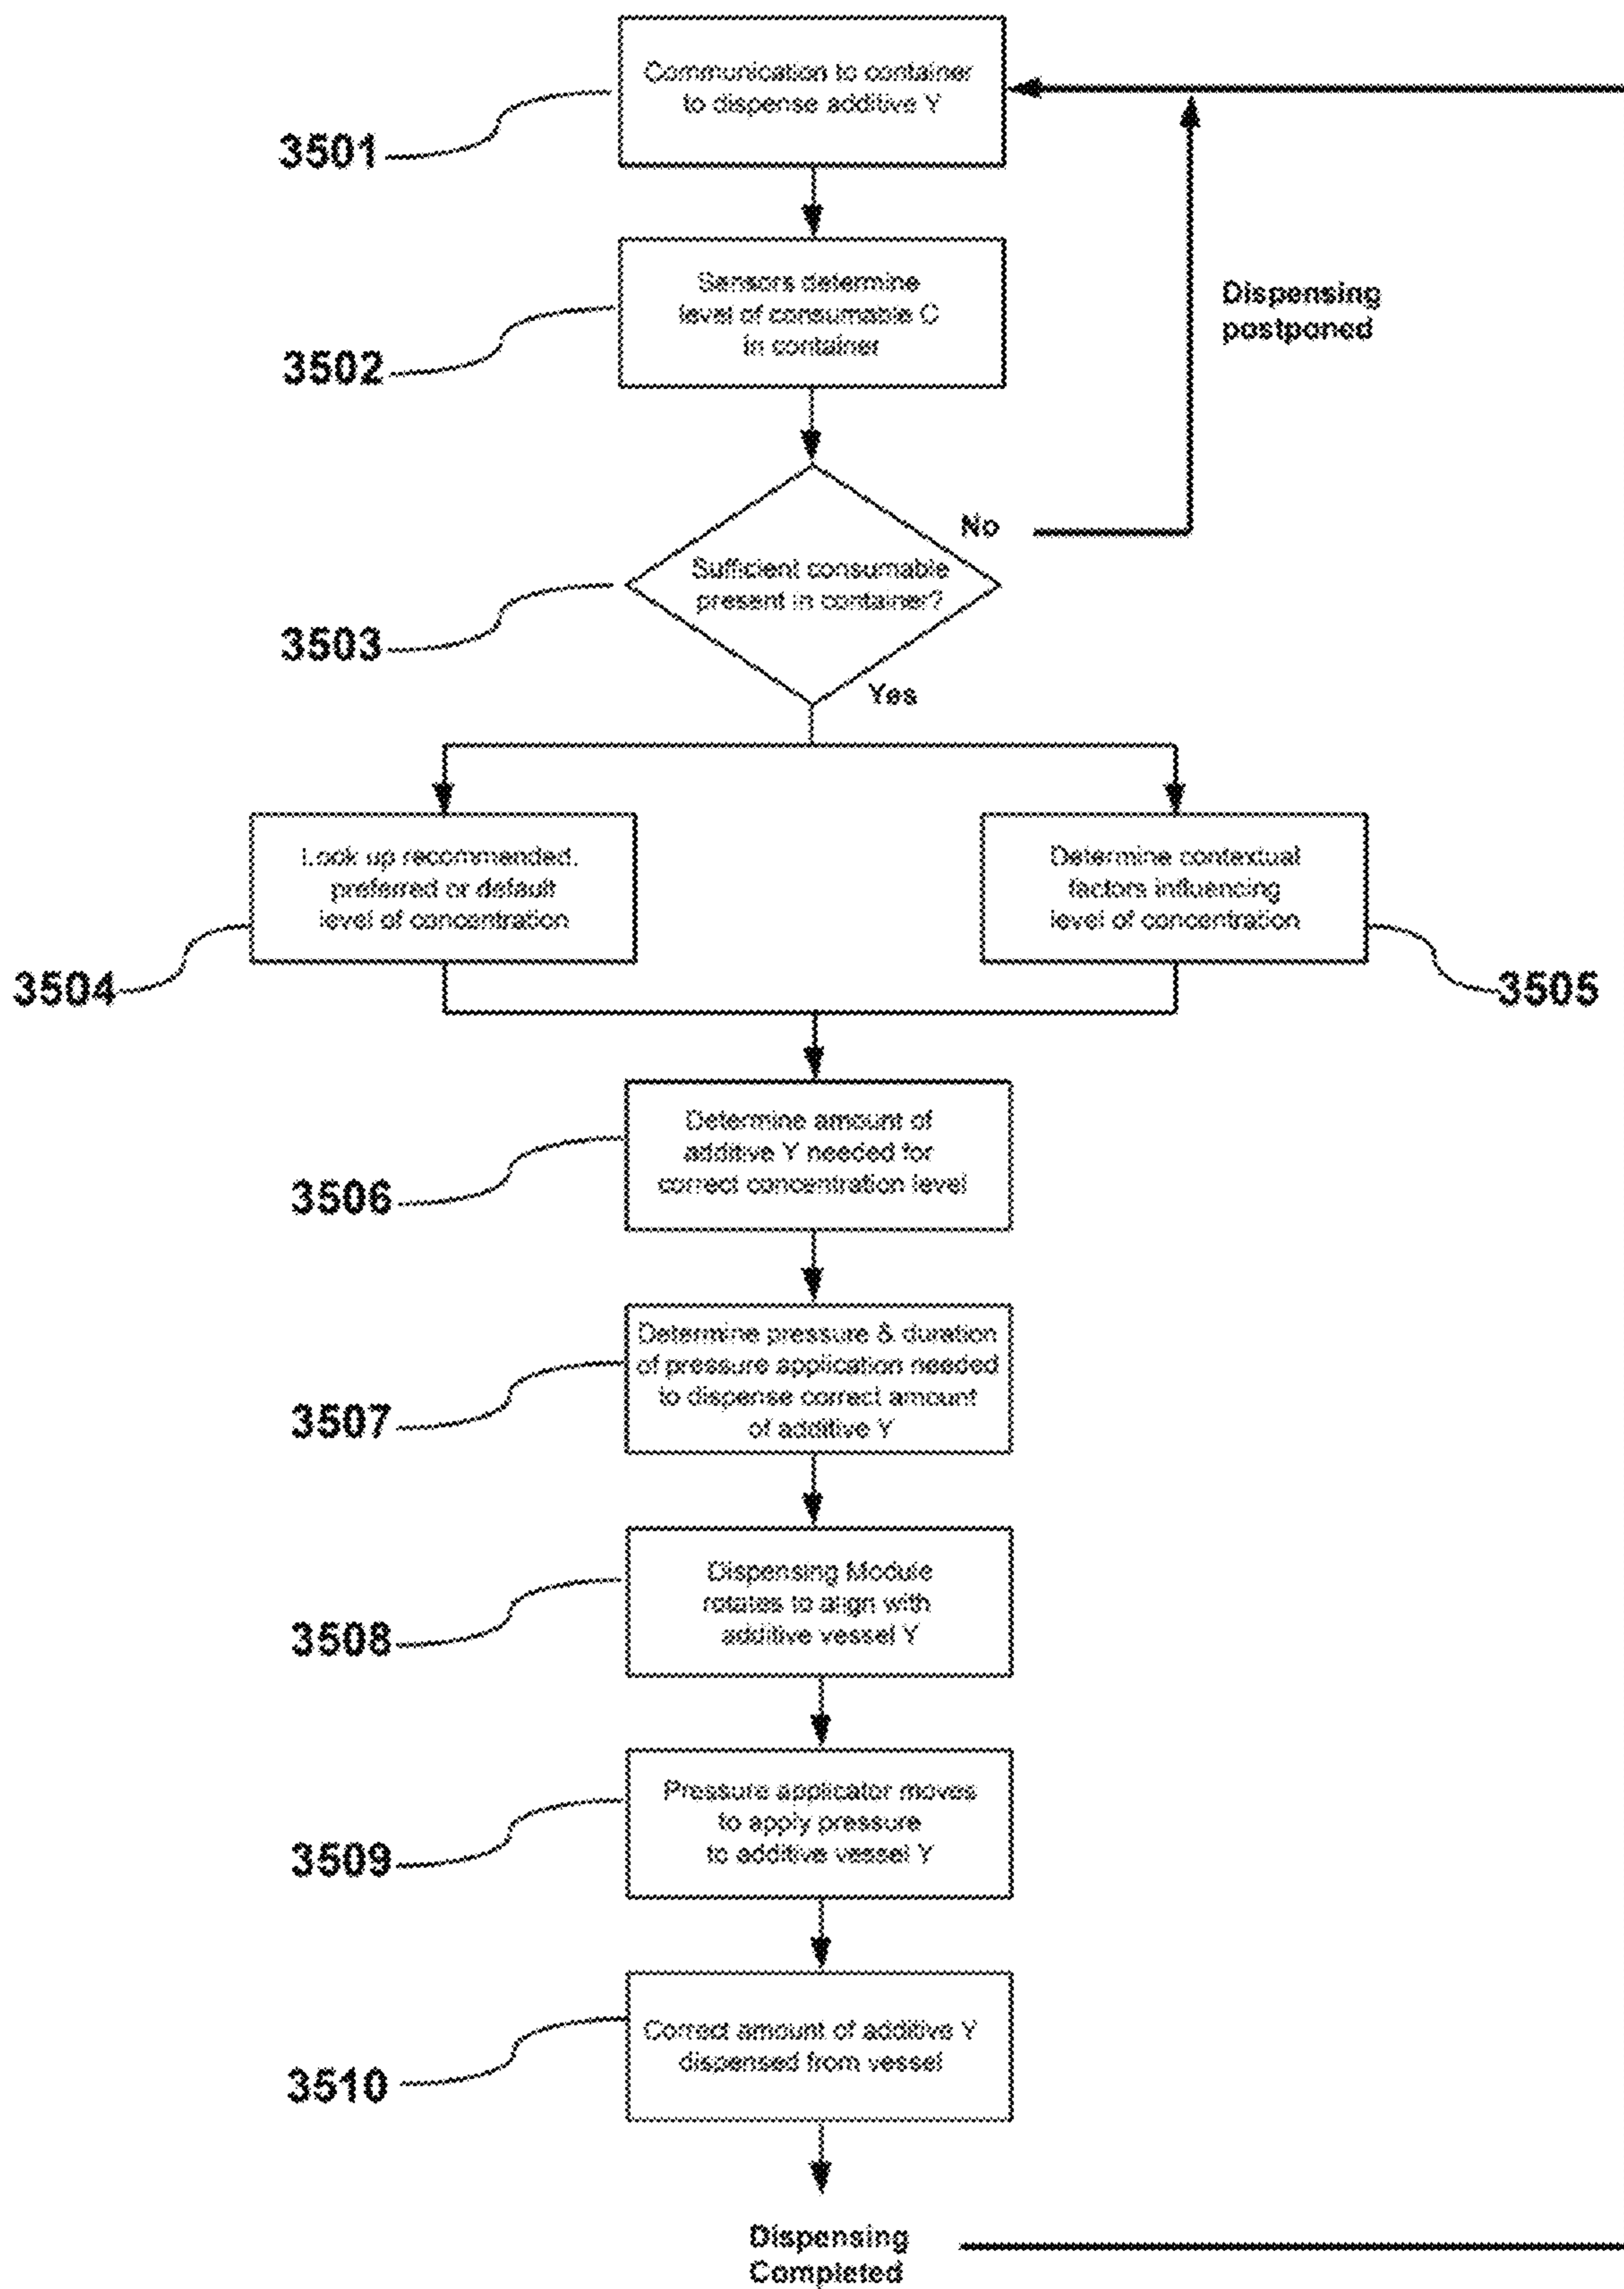 Communication to container
to dispense additive Y
3501
Sensors determine
level of consumable C
in container
3502
Dispensing
postponed
No
Sufficient consumable
present in container?
3503
Yes
Look up recommended,
preferred or default
level of concentration
3504
Determine contextual
factors influencing
level of concentration
3505
Determine amount of
additive Y needed for
correct concentration level
3506
Determine pressure & duration
of pressure application needed
to dispense correct amount
of additive Y
3507
Dispensing Module
rotates to align with
additive vessel Y
3508
Pressure applicator moves
to apply pressure
to additive vessel Y
3509
Correct amount of additive Y
dispensed from vessel
3510
Dispensing
Completed